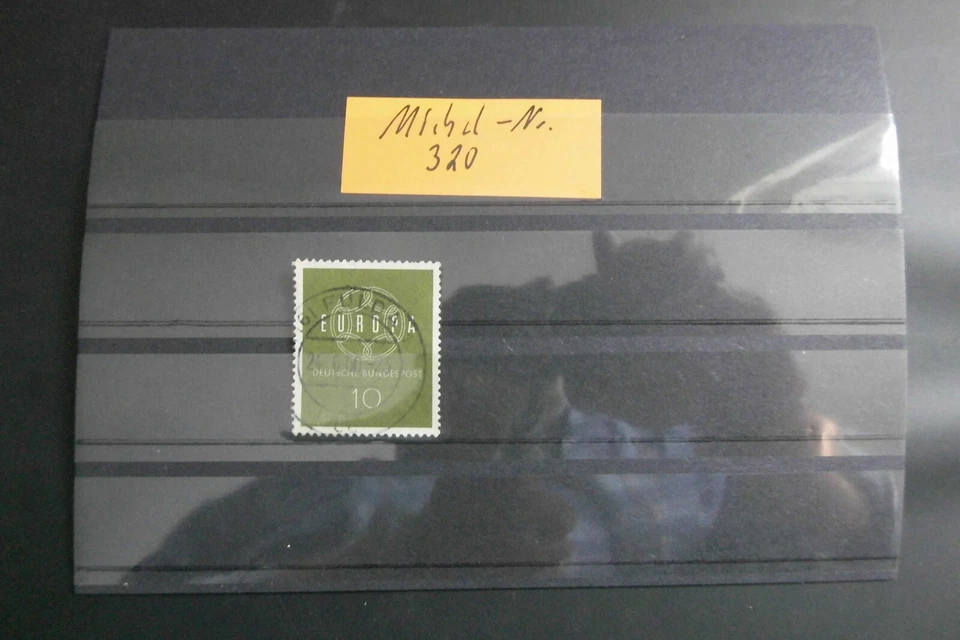 Michel-Nr.
320
EUROPA
DEUTSCHE BUNDESPOST
10